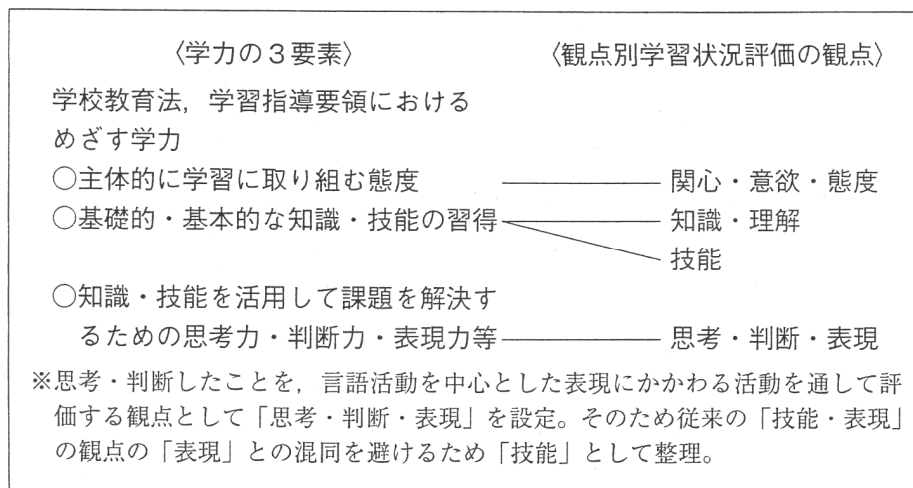 〈学力の3要素〉 〈観点別学習状況評価の観点〉
学校教育法，学習指導要領における
めざす学力
○主体的に学習に取り組む態度 関心・意欲・態度
○基礎的・基本的な知識・技能の習得 知識・理解
技能
○知識・技能を活用して課題を解決す
るための思考力・判断力・表現力等 思考・判断・表現
※思考・判断したことを，言語活動を中心とした表現にかかわる活動を通して評
価する観点として「思考・判断・表現」を設定。そのため従来の「技能・表現」
の観点の「表現」との混同を避けるため「技能」として整理。